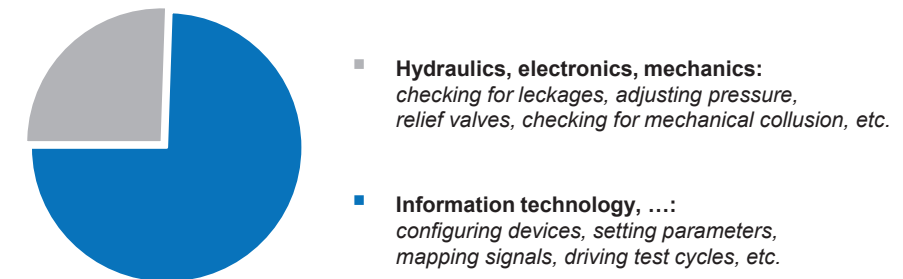 Hydraulics, electronics, mechanics:
checking for leckages, adjusting pressure,
relief valves, checking for mechanical collusion, etc.
Information technology, …:
configuring devices, setting parameters,
mapping signals, driving test cycles, etc.